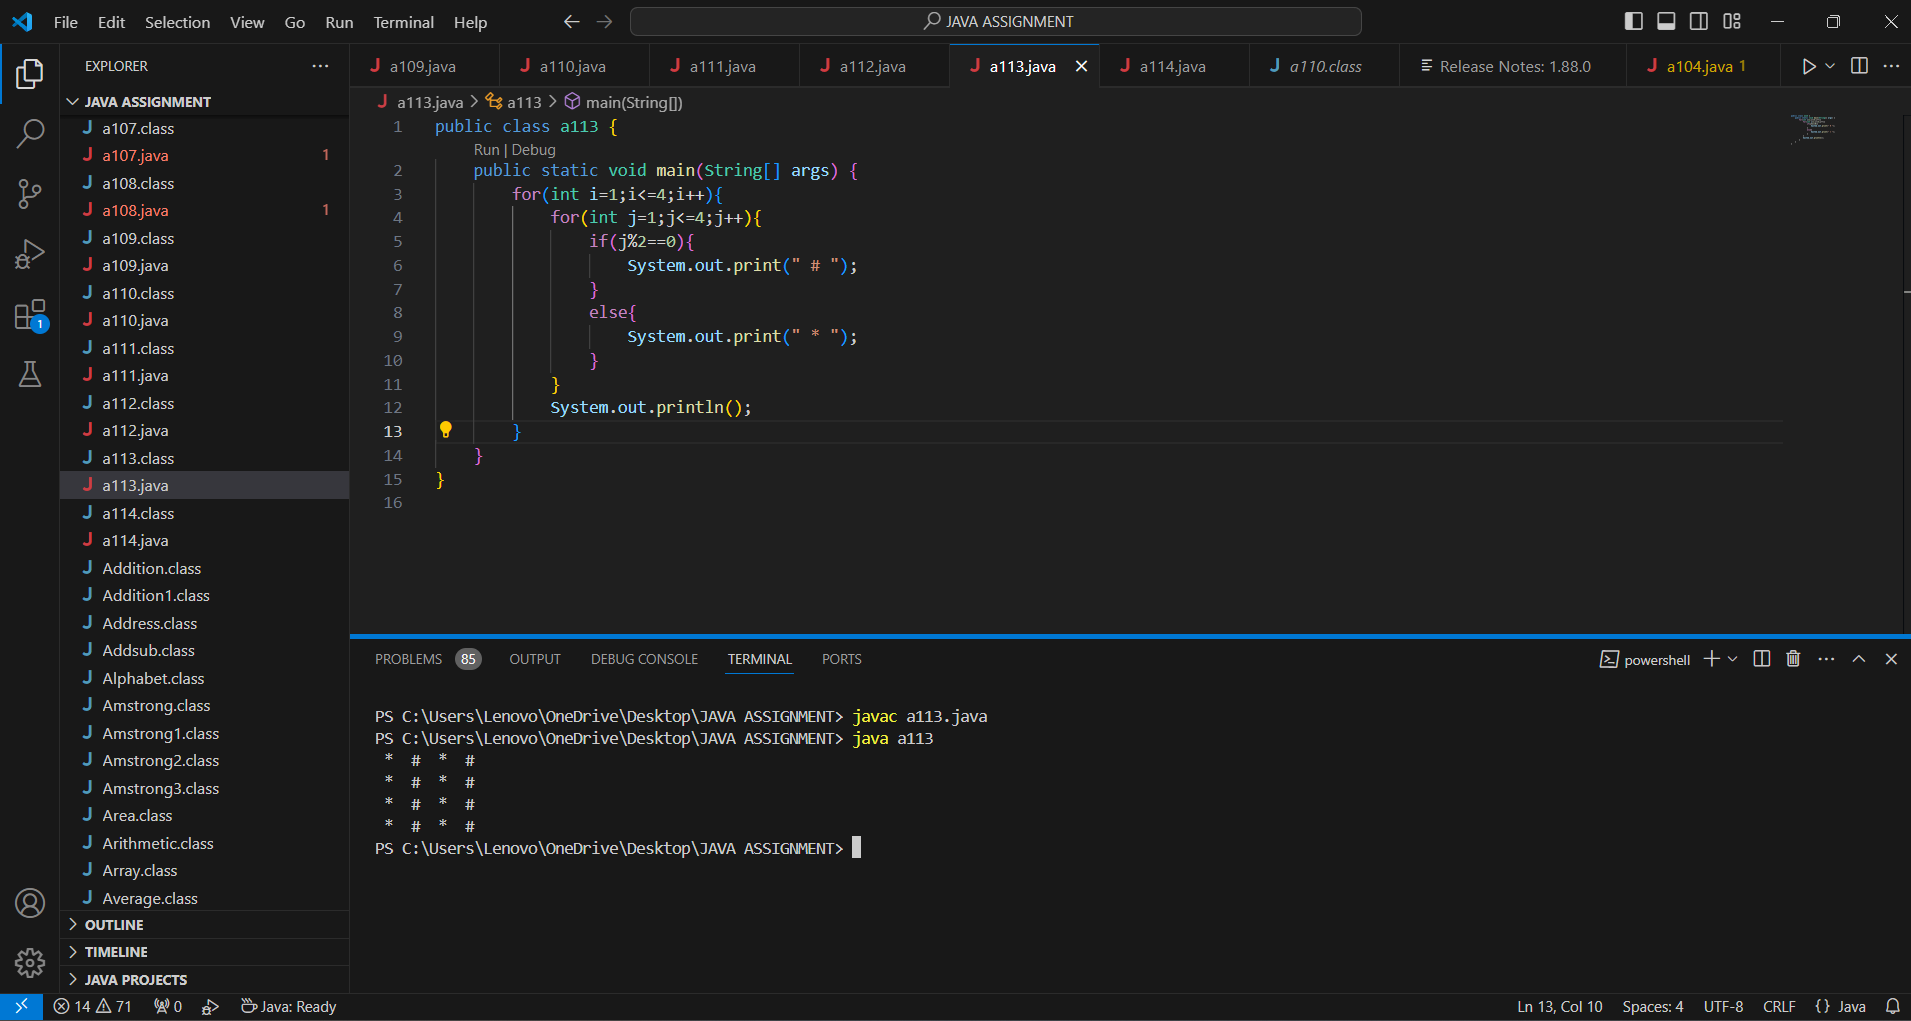 File Edit Selection View Go Run Terminal Help
JAVA ASSIGNMENT
EXPLORER
JAVA ASSIGNMENT
a107.class
a107.java 1
a108.class
a108.java 1
a109.class
a109.java
a110.class
a110.java
a111.class
a111.java
a112.class
a112.java
a113.class
a113.java
a114.class
a114.java
Addition.class
Addition1.class
Address.class
Addsub.class
Alphabet.class
Amstrong.class
Amstrong1.class
Amstrong2.class
Amstrong3.class
Area.class
Arithmetic.class
Array.class
Average.class
OUTLINE
TIMELINE
JAVA PROJECTS
1
a109.java a110.java a111.java a112.java a113.java a114.java a110.class Release Notes: 1.88.0 a104.java 1
a113.java > a113 > main(String[])
1 public class a113 {
Run | Debug
2 public static void main(String[] args) {
3 for(int i=1;i<=4;i++){
4 for(int j=1;j<=4;j++){
5 if(j%2==0){
6 System.out.print(" # ");
7 }
8 else{
9 System.out.print(" * ");
10 }
11 }
12 System.out.println();
13 }
14 }
15 }
16
PROBLEMS 85 OUTPUT DEBUG CONSOLE TERMINAL PORTS
powershell
PS C:\Users\Lenovo\OneDrive\Desktop\JAVA ASSIGNMENT> javac a113.java
PS C:\Users\Lenovo\OneDrive\Desktop\JAVA ASSIGNMENT> java a113
* # * #
* # * #
* # * #
* # * #
PS C:\Users\Lenovo\OneDrive\Desktop\JAVA ASSIGNMENT>
14 71 0 Java: Ready
Ln 13, Col 10 Spaces: 4 UTF-8 CRLF {} Java